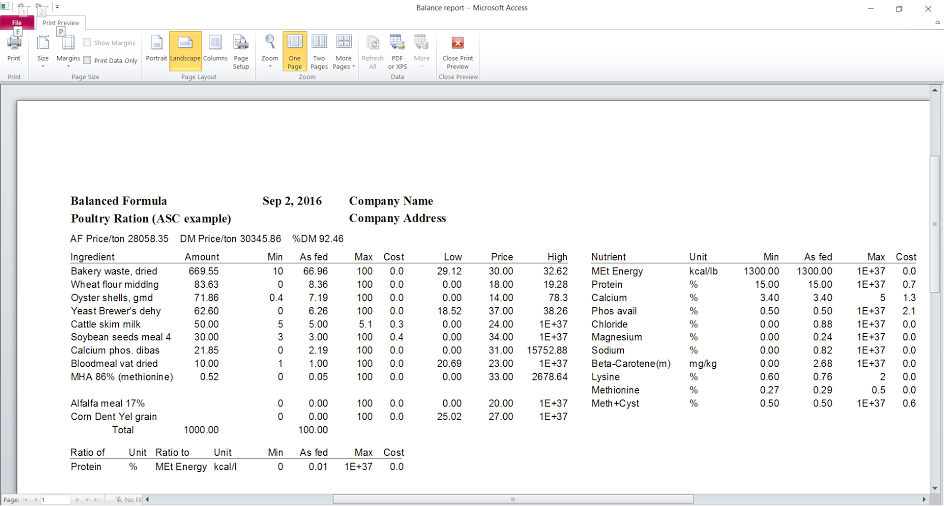 Balance report - Microsoft Access
File Print Preview
F P
Print Size Margins Show Margins Print Data Only Portrait Landscape Columns Page Setup Zoom One Page Two Pages More Pages Refresh All PDF or XPS More Close Print Preview
Print Page Size Page Layout Zoom Data Close Preview
Balanced Formula Sep 2, 2016 Company Name
Poultry Ration (ASC example) Company Address
AF Price/ton 28058.35 DM Price/ton 30345.86 %DM 92.46
Ingredient Amount Min As fed Max Cost Low Price High Nutrient Unit Min As fed Max Cost
Bakery waste, dried 669.55 10 66.96 100 0.0 29.12 30.00 32.62 MEt Energy kcal/lb 1300.00 1300.00 1E+37 0.0
Wheat flour middlng 83.63 0 8.36 100 0.0 0.00 18.00 19.28 Protein % 15.00 15.00 1E+37 0.7
Oyster shells, gmd 71.86 0.4 7.19 100 0.0 0.00 14.00 78.3 Calcium % 3.40 3.40 5 1.3
Yeast Brewer's dehy 62.60 0 6.26 100 0.0 18.52 37.00 38.26 Phos avail % 0.50 0.50 1E+37 2.1
Cattle skim milk 50.00 5 5.00 5.1 0.3 0.00 24.00 1E+37 Chloride % 0.00 0.88 1E+37 0.0
Soybean seeds meal 4 30.00 3 3.00 100 0.4 0.00 34.00 1E+37 Magnesium % 0.00 0.24 1E+37 0.0
Calcium phos. dibas 21.85 0 2.19 100 0.0 0.00 31.00 15752.88 Sodium % 0.00 0.82 1E+37 0.0
Bloodmeal vat dried 10.00 1 1.00 100 0.0 20.69 23.00 1E+37 Beta-Carotene(m) mg/kg 0.00 2.68 1E+37 0.0
MHA 86% (methionine) 0.52 0 0.05 100 0.0 0.00 33.00 2678.64 Lysine % 0.60 0.76 2 0.0
Methionine % 0.27 0.29 0.5 0.0
Alfalfa meal 17% 0 0.00 100 0.0 0.00 20.00 1E+37 Meth+Cyst % 0.50 0.50 1E+37 0.6
Corn Dent Yel grain 0 0.00 100 0.0 25.02 27.00 1E+37
Total 1000.00 100.00
Ratio of Unit Ratio to Unit Min As fed Max Cost
Protein % MEt Energy kcal/l 0 0.01 1E+37 0.0
Page: 1 No Fil